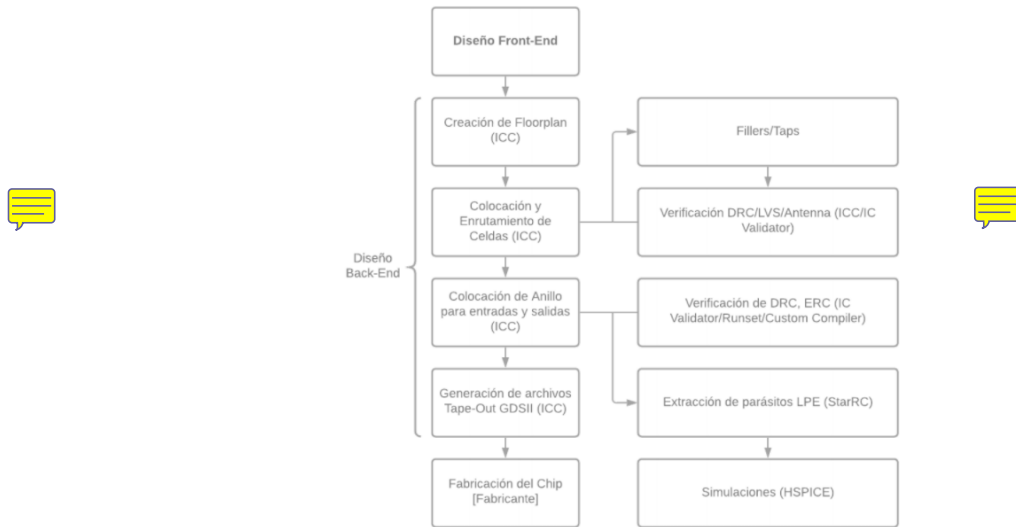 Diseño Front-End
Creación de Floorplan
(ICC)
Fillers/Taps
Colocación y
Enrutamiento de
Celdas (ICC)
Verificación DRC/LVS/Antenna (ICC/IC
Validator)
Diseño
Back-End
Colocación de Anillo
para entradas y salidas
(ICC)
Verificación de DRC, ERC (IC
Validator/Runset/Custom Compiler)
Generación de archivos
Tape-Out GDSII (ICC)
Extracción de parásitos LPE (StarRC)
Fabricación del Chip
[Fabricante]
Simulaciones (HSPICE)